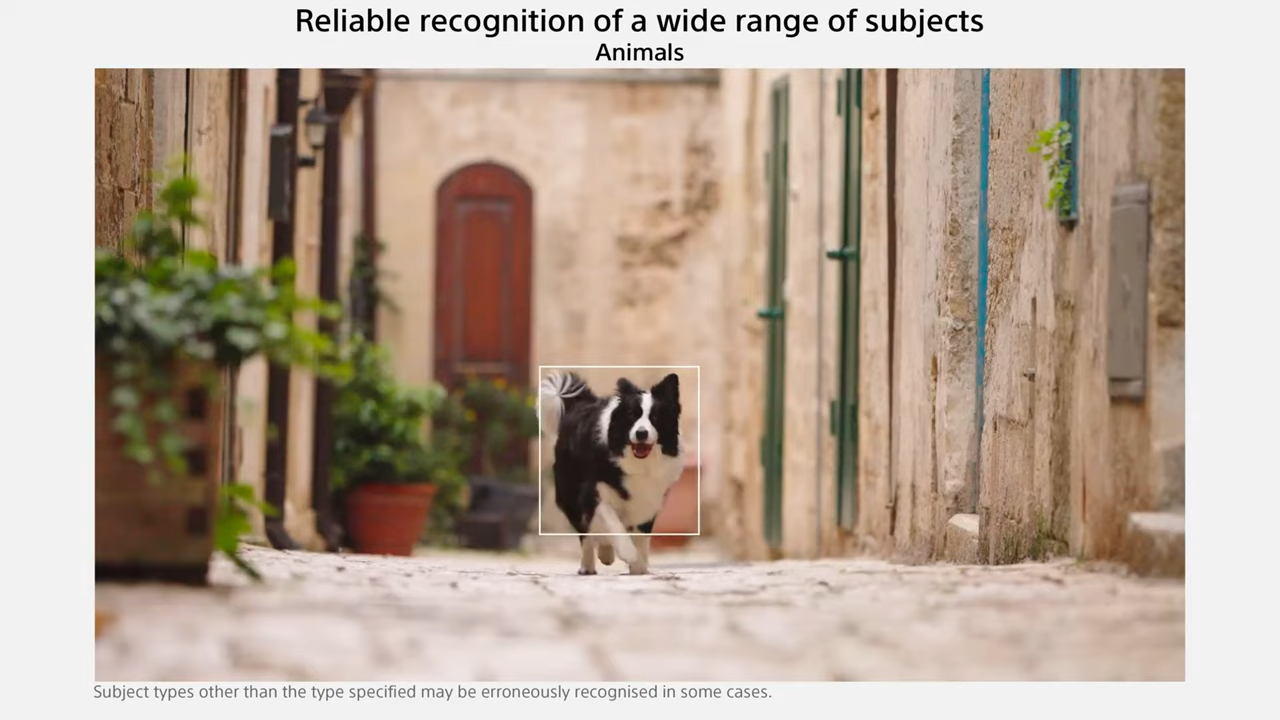 Reliable recognition of a wide range of subjects
Animals
Subject types other than the type specified may be erroneously recognised in some cases.